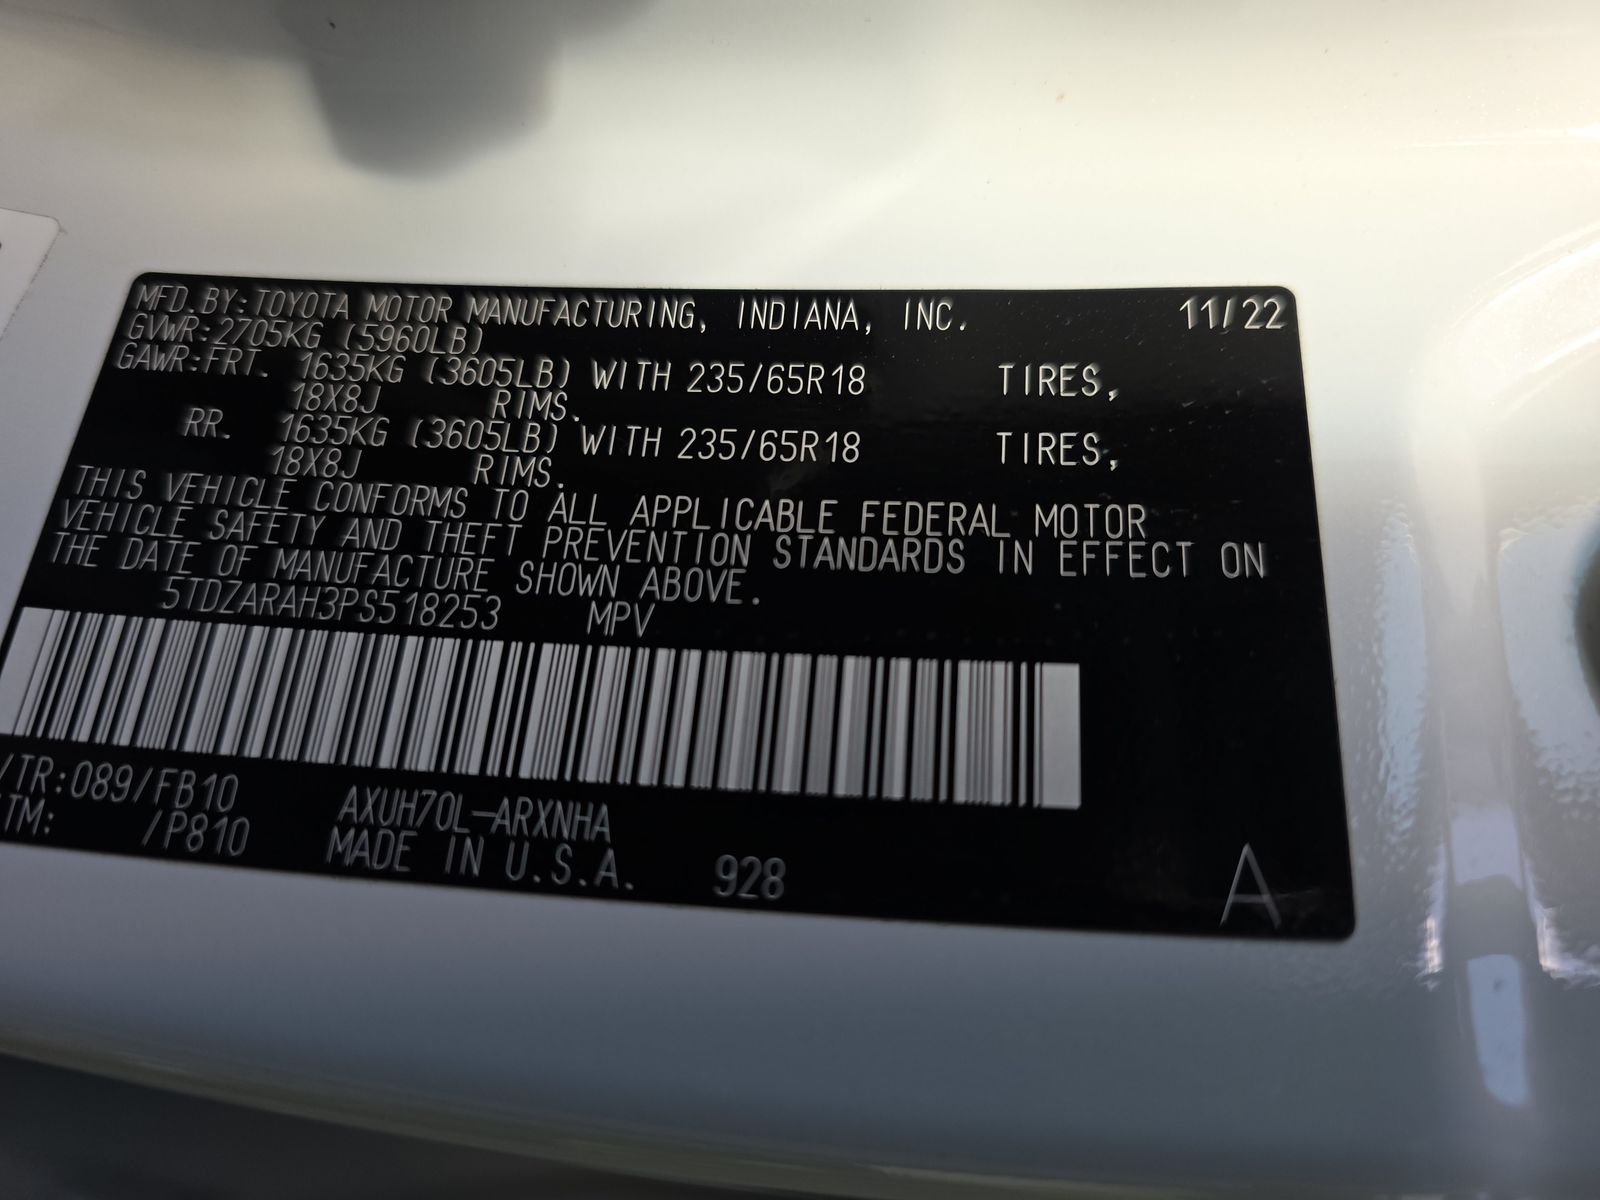 MFD.BY:TOYOTA MOTOR MANUFACTURING, INDIANA, INC. 11/22
GVWR:2705KG (5960LB)
GAWR:FRT. 1635KG (3605LB) WITH 235/65R18 TIRES,
18X8J RIMS.
RR. 1635KG (3605LB) WITH 235/65R18 TIRES,
18X8J RIMS.
THIS VEHICLE CONFORMS TO ALL APPLICABLE FEDERAL MOTOR
VEHICLE SAFETY AND THEFT PREVENTION STANDARDS IN EFFECT ON
THE DATE OF MANUFACTURE SHOWN ABOVE.
5TDZARAH3PS518253 MPV
/TR:089/FB10 AXUH70L-ARXNHA
TM: /P810 MADE IN U.S.A. 928 A